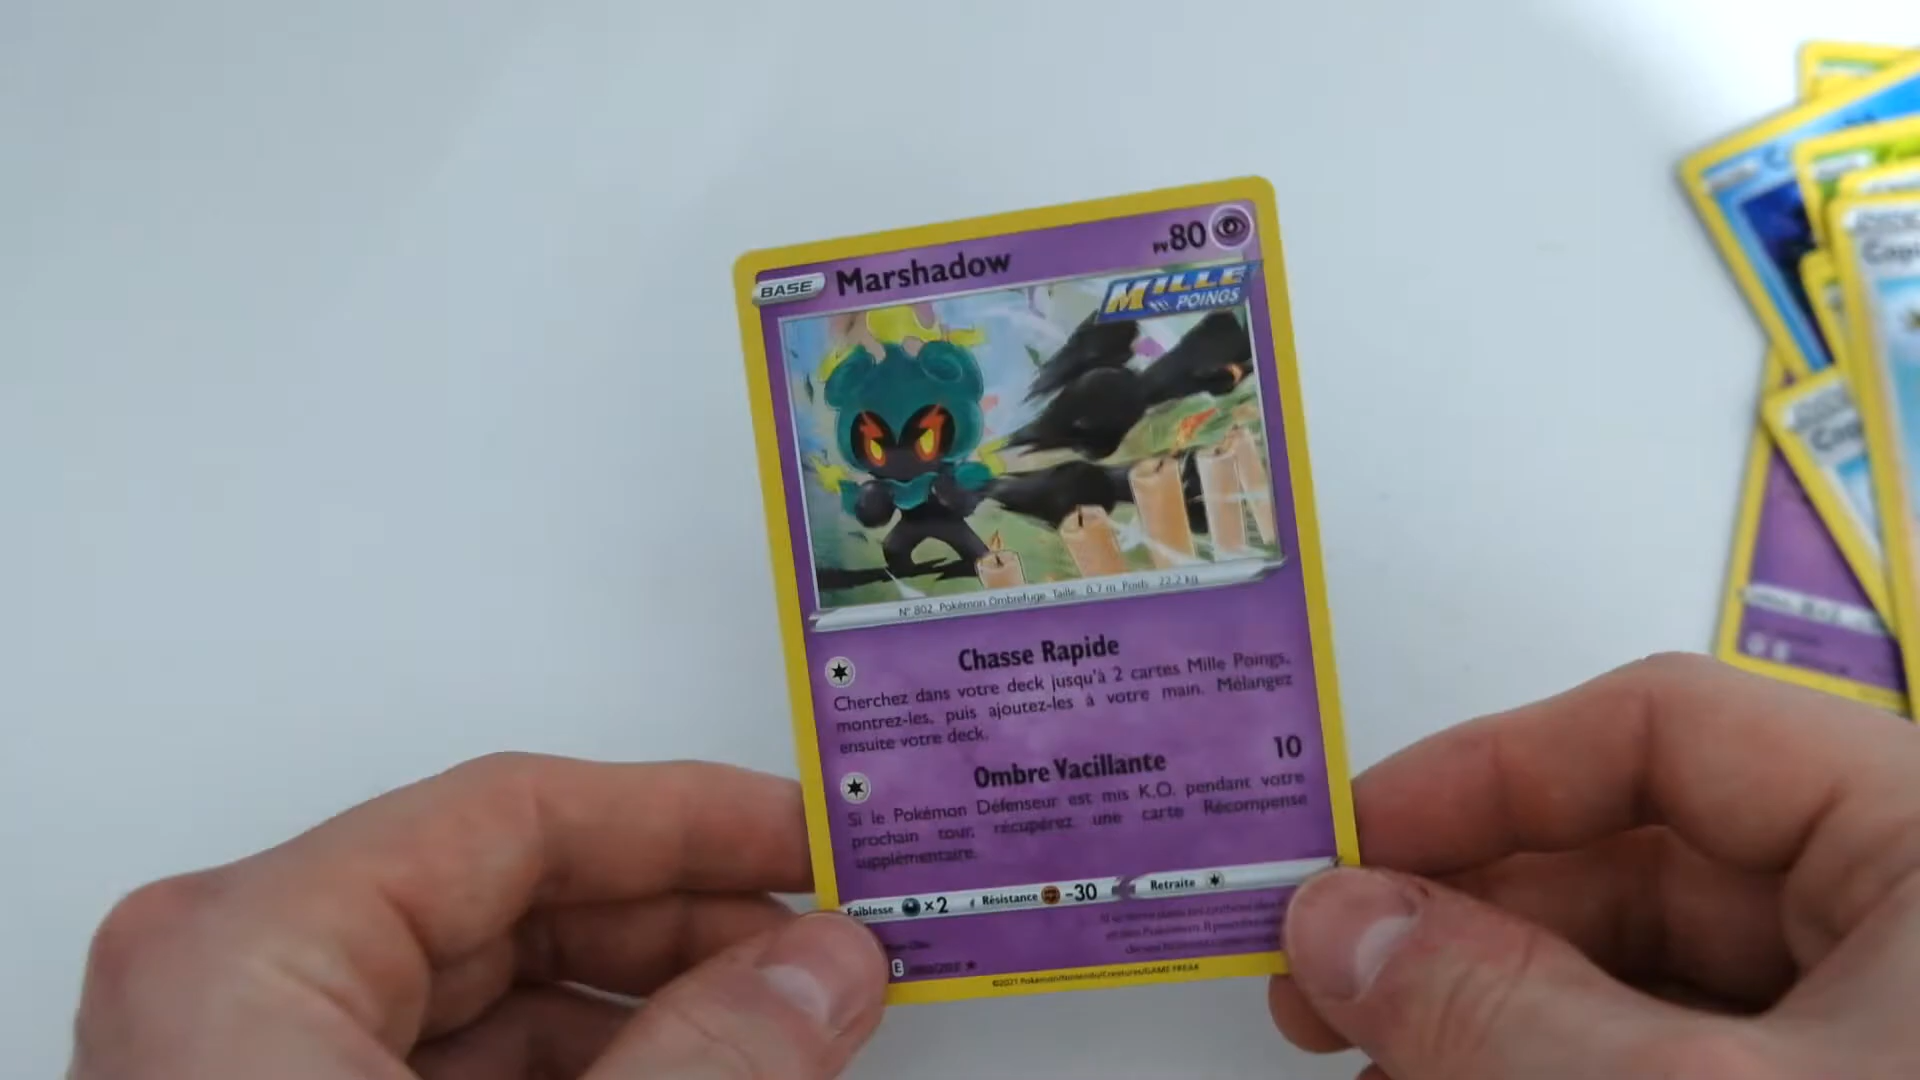 BASE Marshadow PV80
MILLE
POINGS
N° 802 Pokémon Ombrefuge Taille : 0,7 m Poids : 22,2 kg
Chasse Rapide
Cherchez dans votre deck jusqu'à 2 cartes Mille Poings,
montrez-les, puis ajoutez-les à votre main. Mélangez
ensuite votre deck.
Ombre Vacillante 10
Si le Pokémon Défenseur est mis K.O. pendant votre
prochain tour, récupérez une carte Récompense
supplémentaire.
Faiblesse ×2 Résistance -30 Retraite
E
©2021 Pokémon/Nintendo/Creatures/GAME FREAK